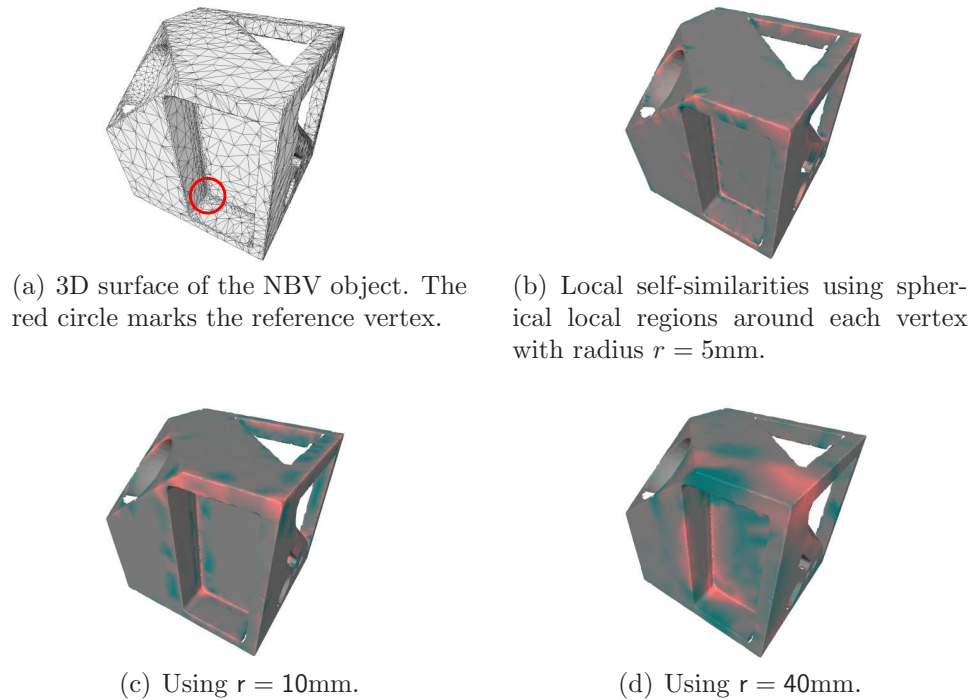 (a) 3D surface of the NBV object. The
red circle marks the reference vertex.
(b) Local self-similarities using spher-
ical local regions around each vertex
with radius r = 5mm.
(c) Using r = 10mm.
(d) Using r = 40mm.